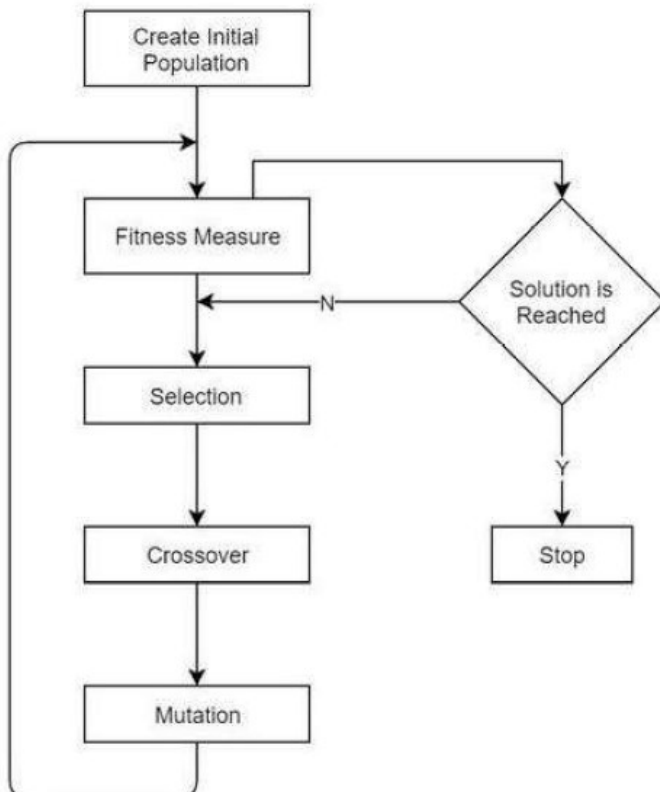 Create Initial
Population
Fitness Measure
Solution is
Reached
N
Selection
Y
Crossover
Stop
Mutation